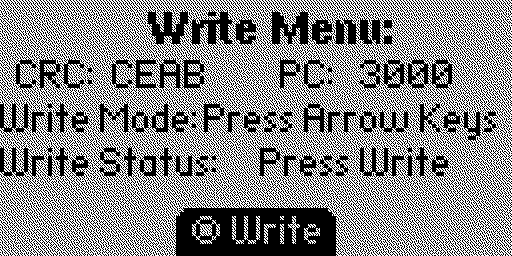 Write Menu:
CRC: CEAB PC: 3000
Write Mode: Press Arrow Keys
Write Status: Press Write
Write